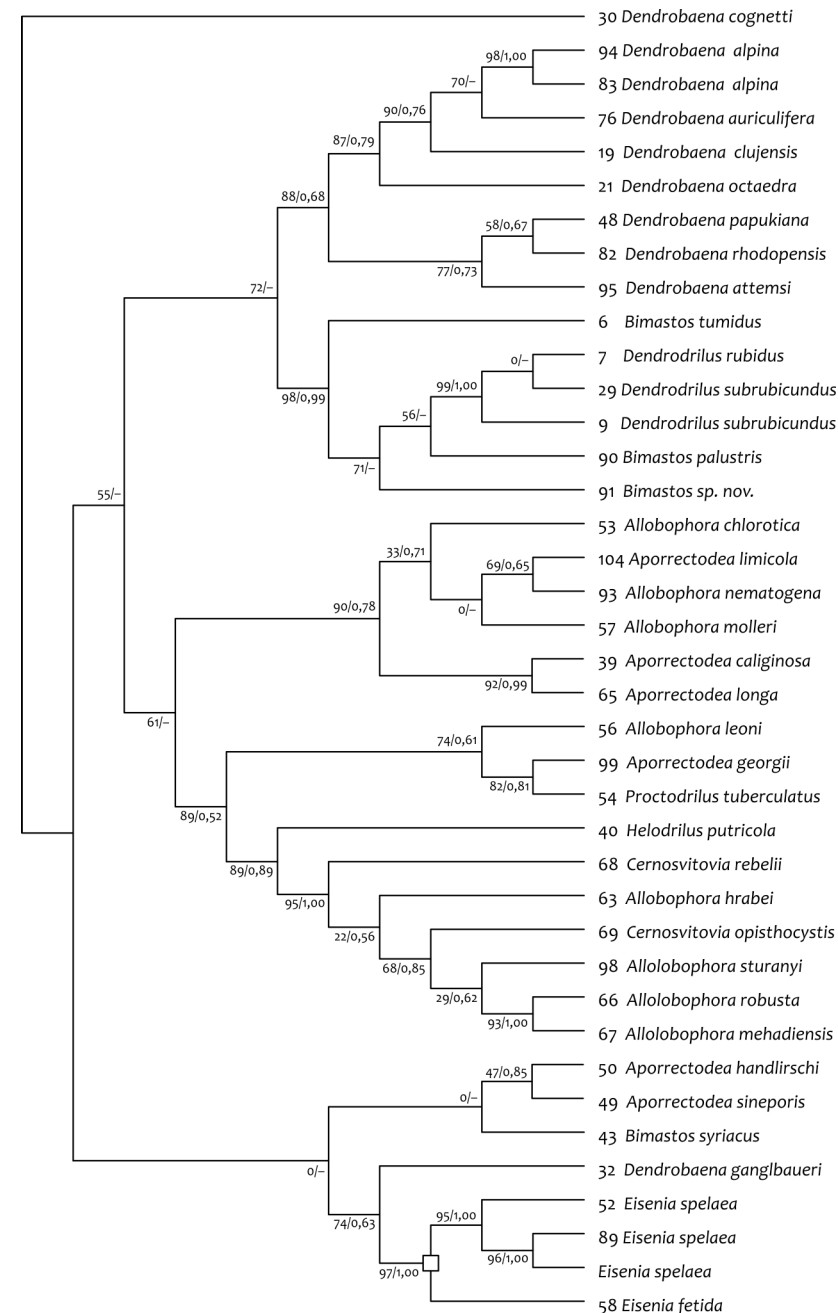 30 Dendrobaena cognetti
94 Dendrobaena alpina
98/1,00
83 Dendrobaena alpina
70/–
76 Dendrobaena auriculifera
90/0,76
19 Dendrobaena clujensis
87/0,79
21 Dendrobaena octaedra
88/0,68
48 Dendrobaena papukiana
58/0,67
82 Dendrobaena rhodopensis
77/0,73
95 Dendrobaena attemsi
72/–
6 Bimastos tumidus
7 Dendrodrilus rubidus
0/–
29 Dendrodrilus subrubicundus
99/1,00
98/0,99
9 Dendrodrilus subrubicundus
56/–
90 Bimastos palustris
71/–
91 Bimastos sp. nov.
55/–
53 Allobophora chlorotica
33/0,71
104 Aporrectodea limicola
69/0,65
93 Allobophora nematogena
90/0,78
0/–
57 Allobophora molleri
39 Aporrectodea caliginosa
92/0,99
65 Aporrectodea longa
61/–
56 Allobophora leoni
74/0,61
99 Aporrectodea georgii
82/0,81
54 Proctodrilus tuberculatus
89/0,52
40 Helodrilus putricola
68 Cernosvitovia rebelii
89/0,89
63 Allobophora hrabei
95/1,00
69 Cernosvitovia opisthocystis
22/0,56
98 Allolobophora sturanyi
68/0,85
66 Allolobophora robusta
29/0,62
93/1,00
67 Allolobophora mehadiensis
50 Aporrectodea handlirschi
47/0,85
0/–
49 Aporrectodea sineporis
43 Bimastos syriacus
32 Dendrobaena ganglbaueri
0/–
52 Eisenia spelaea
95/1,00
74/0,63
89 Eisenia spelaea
96/1,00
97/1,00
Eisenia spelaea
58 Eisenia fetida